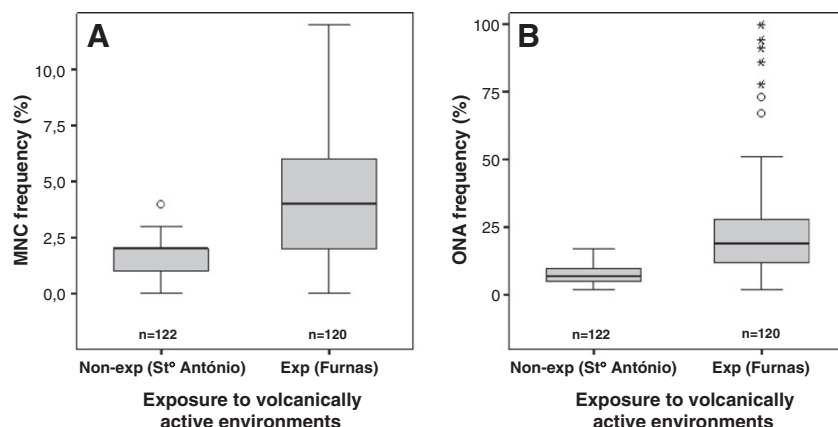 A
MNC frequency (%)
10,0
7,5
5,0
2,5
0,0
n=122
n=120
Non-exp (Stº António)
Exp (Furnas)
Exposure to volcanically
active environments
B
ONA frequency (%)
100
75
50
25
0
n=122
n=120
Non-exp (Stº António)
Exp (Furnas)
Exposure to volcanically
active environments